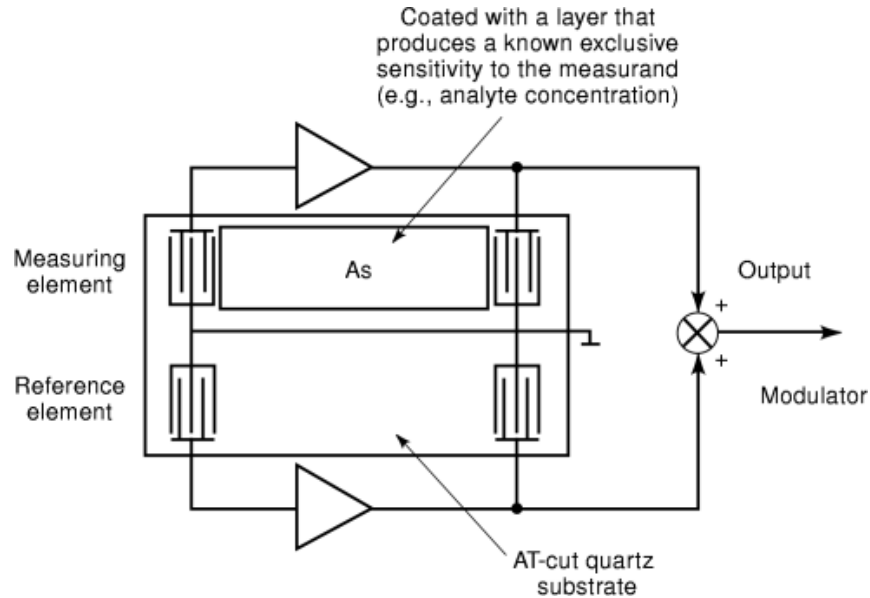 Coated with a layer that
produces a known exclusive
sensitivity to the measurand
(e.g., analyte concentration)
Measuring
element
As
Output
+
+
Reference
element
Modulator
AT-cut quartz
substrate